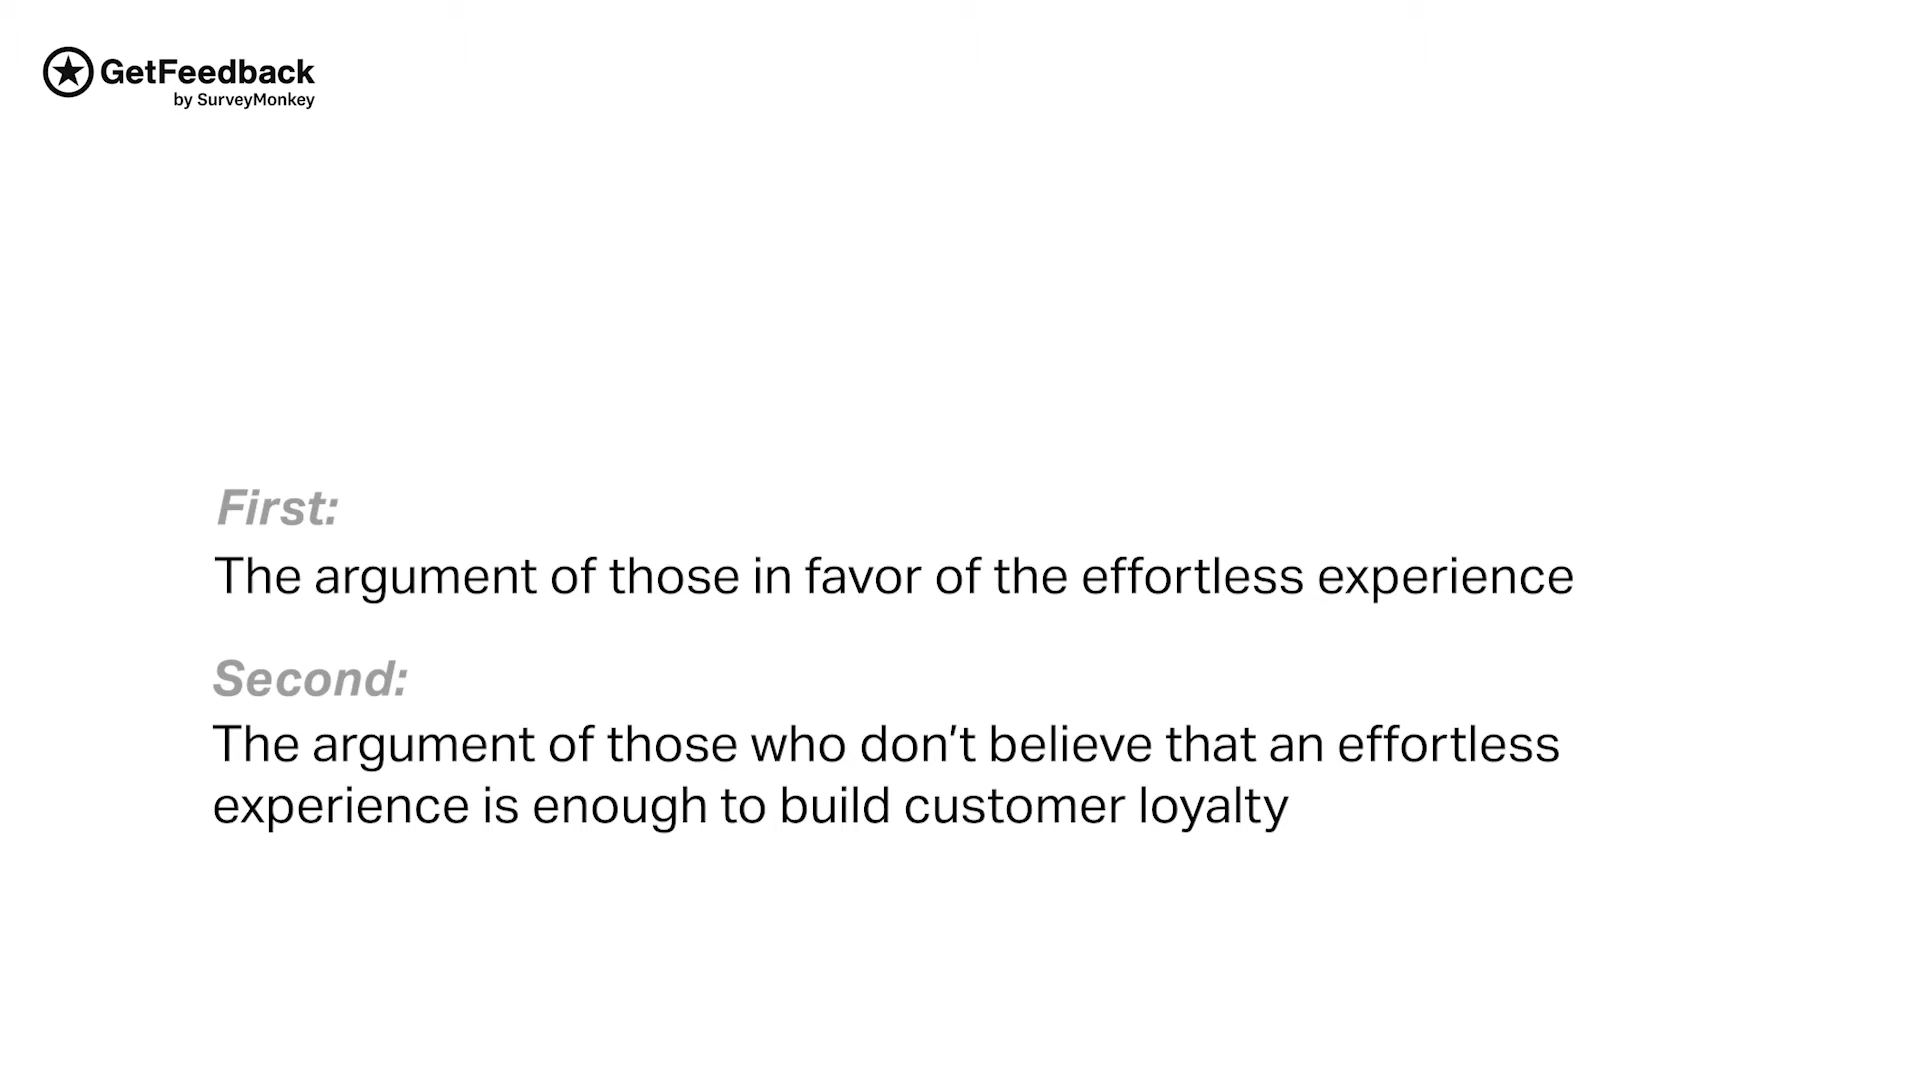 GetFeedback
by SurveyMonkey
First:
The argument of those in favor of the effortless experience
Second:
The argument of those who don’t believe that an effortless
experience is enough to build customer loyalty